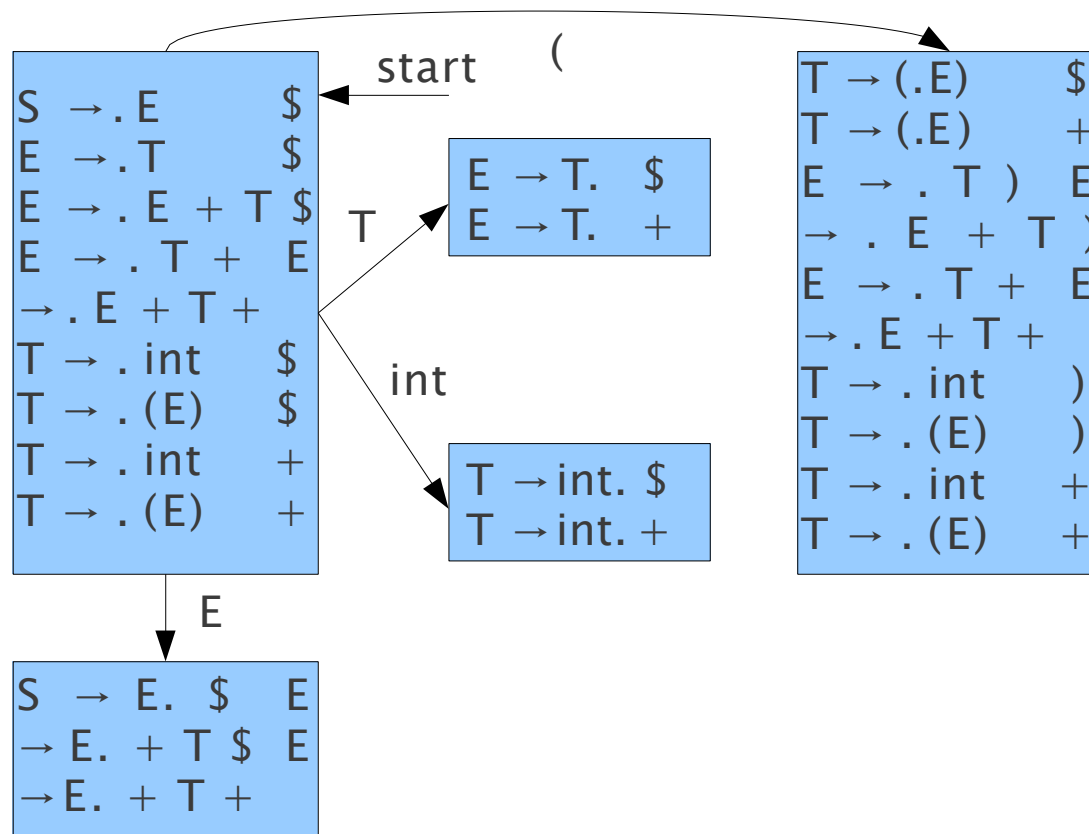 (
start
S → . E $
E → . T $
E → . E + T $
E → . T + E
→ . E + T +
T → . int $
T → . (E) $
T → . int +
T → . (E) +
T
E → T. $
E → T. +
int
T → int. $
T → int. +
E
S → E. $ E
→ E. + T $ E
→ E. + T +
T → (.E) $
T → (.E) +
E → . T ) E
→ . E + T )
E → . T + E
→ . E + T +
T → . int )
T → . (E) )
T → . int +
T → . (E) +